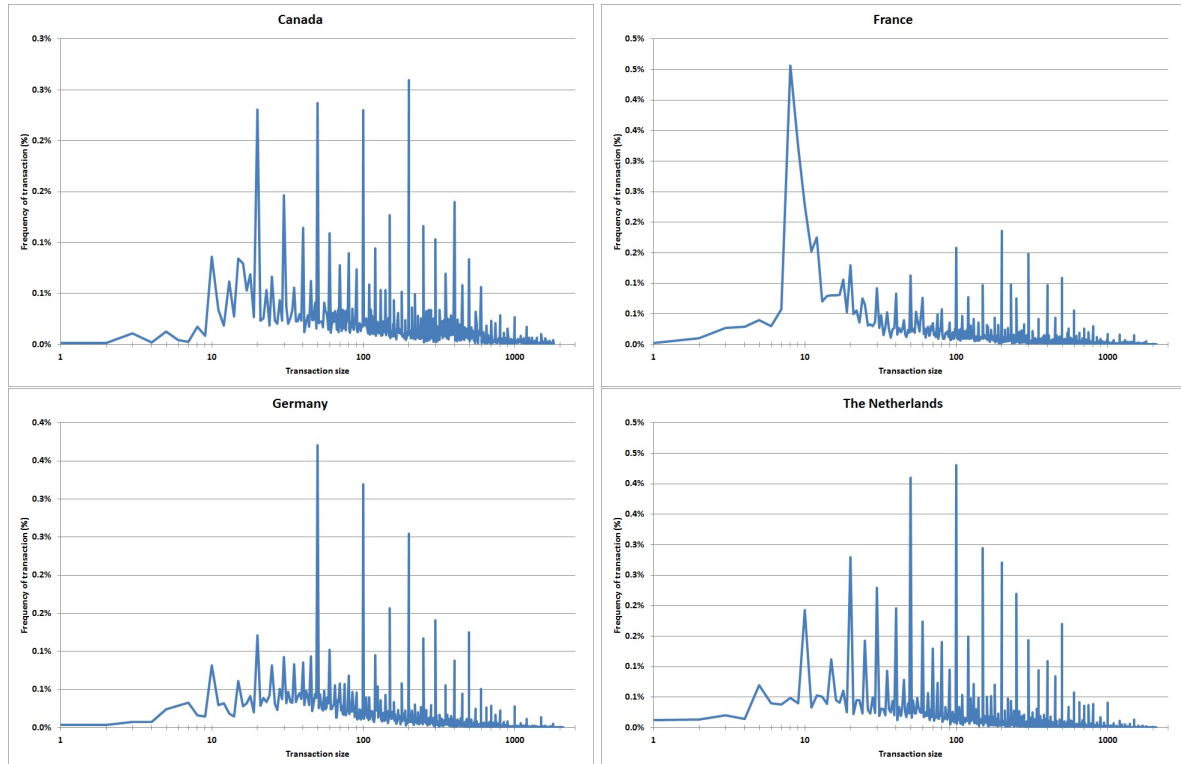 Canada
Frequency of transaction (%)
0.3%
0.3%
0.2%
0.2%
0.1%
0.1%
0.0%
1 10 100 1000
Transaction size
France
Frequency of transaction (%)
0.5%
0.5%
0.4%
0.4%
0.3%
0.3%
0.2%
0.2%
0.1%
0.1%
0.0%
1 10 100 1000
Transaction size
Germany
Frequency of transaction (%)
0.4%
0.4%
0.3%
0.3%
0.2%
0.2%
0.1%
0.1%
0.0%
1 10 100 1000
Transaction size
The Netherlands
Frequency of transaction (%)
0.5%
0.5%
0.4%
0.4%
0.3%
0.3%
0.2%
0.2%
0.1%
0.1%
0.0%
1 10 100 1000
Transaction size